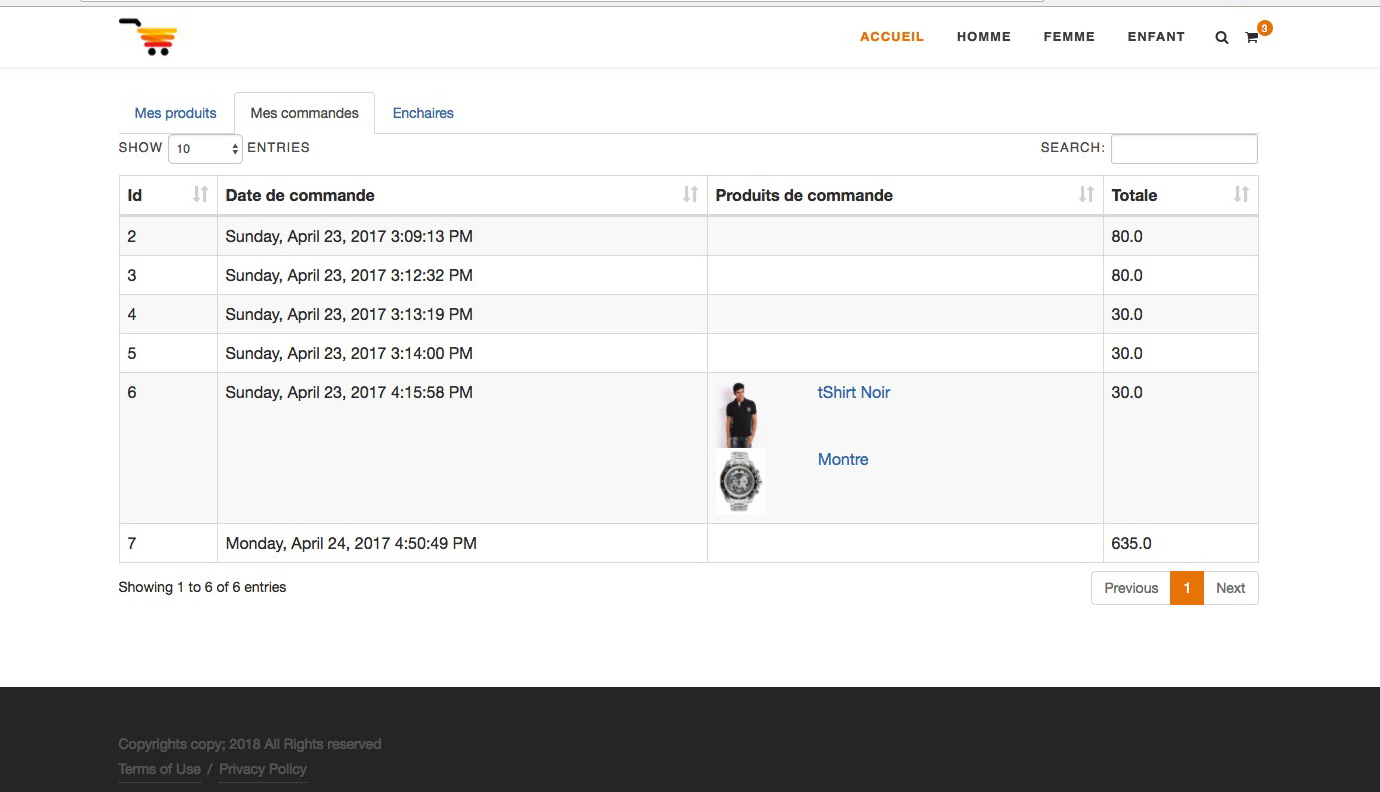 ACCUEIL HOMME FEMME ENFANT 3
Mes produits Mes commandes Enchaires
SHOW 10 ENTRIES SEARCH:
Id Date de commande Produits de commande Totale
2 Sunday, April 23, 2017 3:09:13 PM 80.0
3 Sunday, April 23, 2017 3:12:32 PM 80.0
4 Sunday, April 23, 2017 3:13:19 PM 30.0
5 Sunday, April 23, 2017 3:14:00 PM 30.0
6 Sunday, April 23, 2017 4:15:58 PM tShirt Noir 30.0
Montre
7 Monday, April 24, 2017 4:50:49 PM 635.0
Showing 1 to 6 of 6 entries Previous 1 Next
Copyrights copy; 2018 All Rights reserved
Terms of Use / Privacy Policy